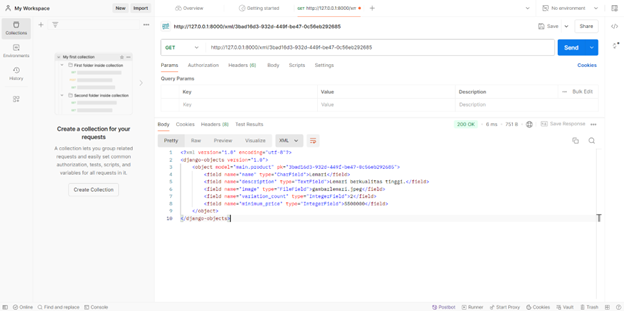 My Workspace
New
Import
Overview
Getting started
GET http://127.0.0.1:8000/xml
No environment
Collections
Environments
History
My first collection
First folder inside collection
Second folder inside collection
Create a collection for your
requests
A collection lets you group related
requests and easily set common
authorization, tests, scripts, and
variables for all requests in it.
Create Collection
http://127.0.0.1:8000/xml/3bad16d3-932d-449f-be47-0c56eb292685
Save
Share
GET
http://127.0.0.1:8000/xml/3bad16d3-932d-449f-be47-0c56eb292685
Send
Params
Authorization
Headers (6)
Body
Scripts
Settings
Cookies
Query Params
Key
Value
Description
Bulk Edit
Key
Value
Description
Body
Cookies
Headers (8)
Test Results
200 OK
6 ms
751 B
Save Response
Pretty
Raw
Preview
Visualize
XML
1 <?xml version="1.0" encoding="utf-8"?>
2 <django-objects version="1.0">
3 <object model="main.product" pk="3bad16d3-932d-449f-be47-0c56eb292685">
4 <field name="name" type="CharField">Lemari</field>
5 <field name="description" type="TextField">Lemari berkualitas tinggi.</field>
6 <field name="image" type="FileField">gambarlemari.jpeg</field>
7 <field name="variation_count" type="IntegerField">2</field>
8 <field name="minimum_price" type="IntegerField">5500000</field>
9 </object>
10 </django-objects>
Online
Find and replace
Console
Postbot
Runner
Start Proxy
Cookies
Vault
Trash